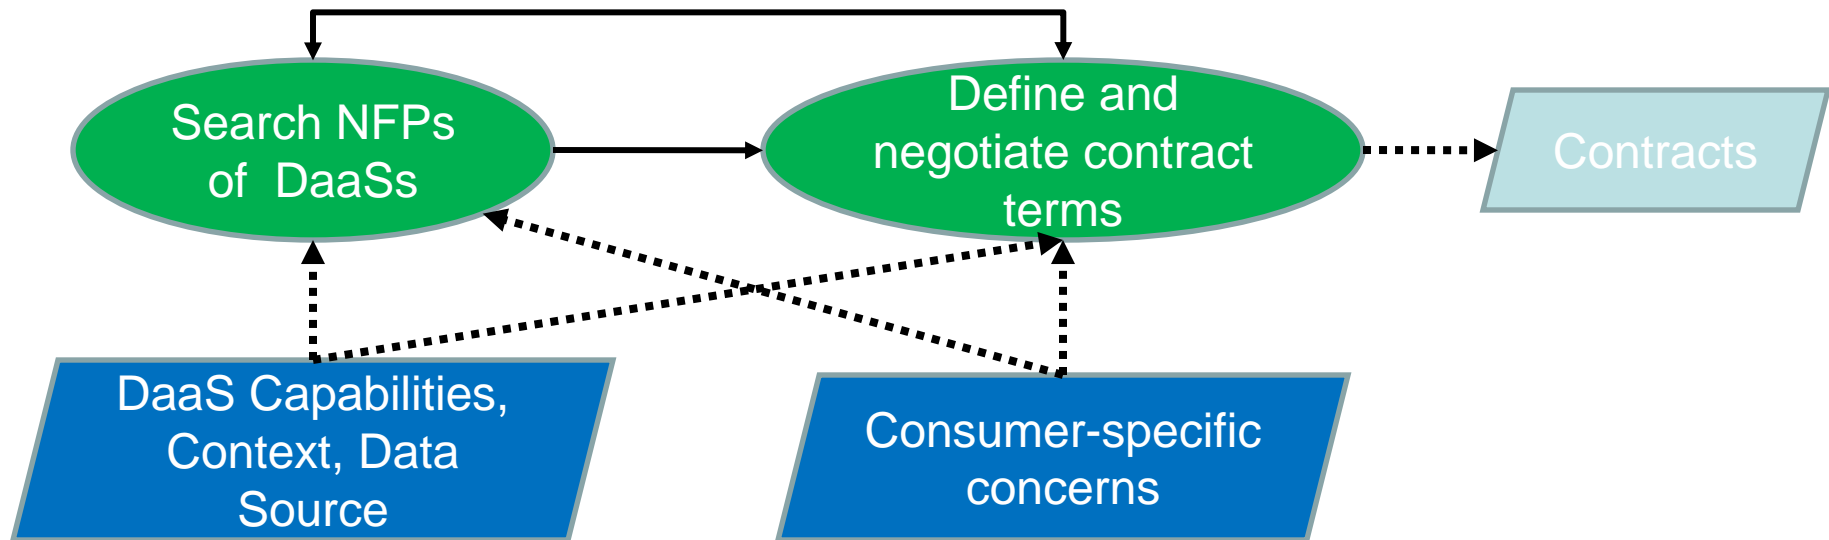 Search NFPs
of DaaSs
Define and
negotiate contract
terms
Contracts
DaaS Capabilities,
Context, Data
Source
Consumer-specific
concerns